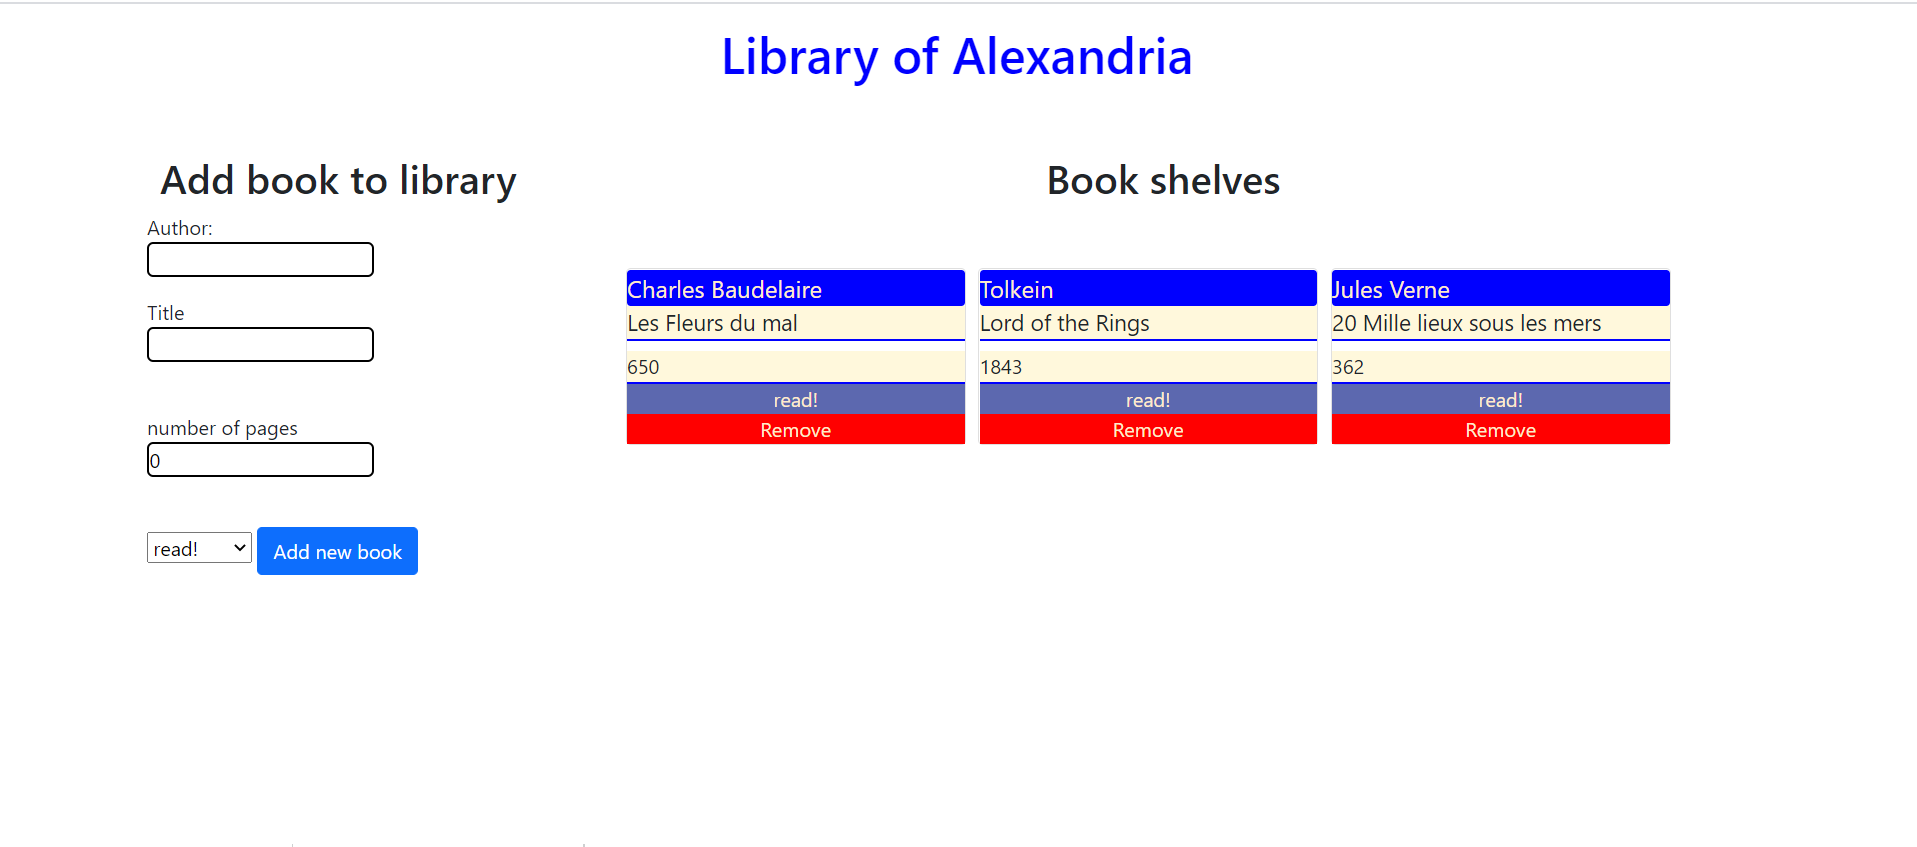 Library of Alexandria
Add book to library
Author:
Title
number of pages
0
read!
Add new book
Book shelves
Charles Baudelaire
Les Fleurs du mal
650
read!
Remove
Tolkein
Lord of the Rings
1843
read!
Remove
Jules Verne
20 Mille lieux sous les mers
362
read!
Remove